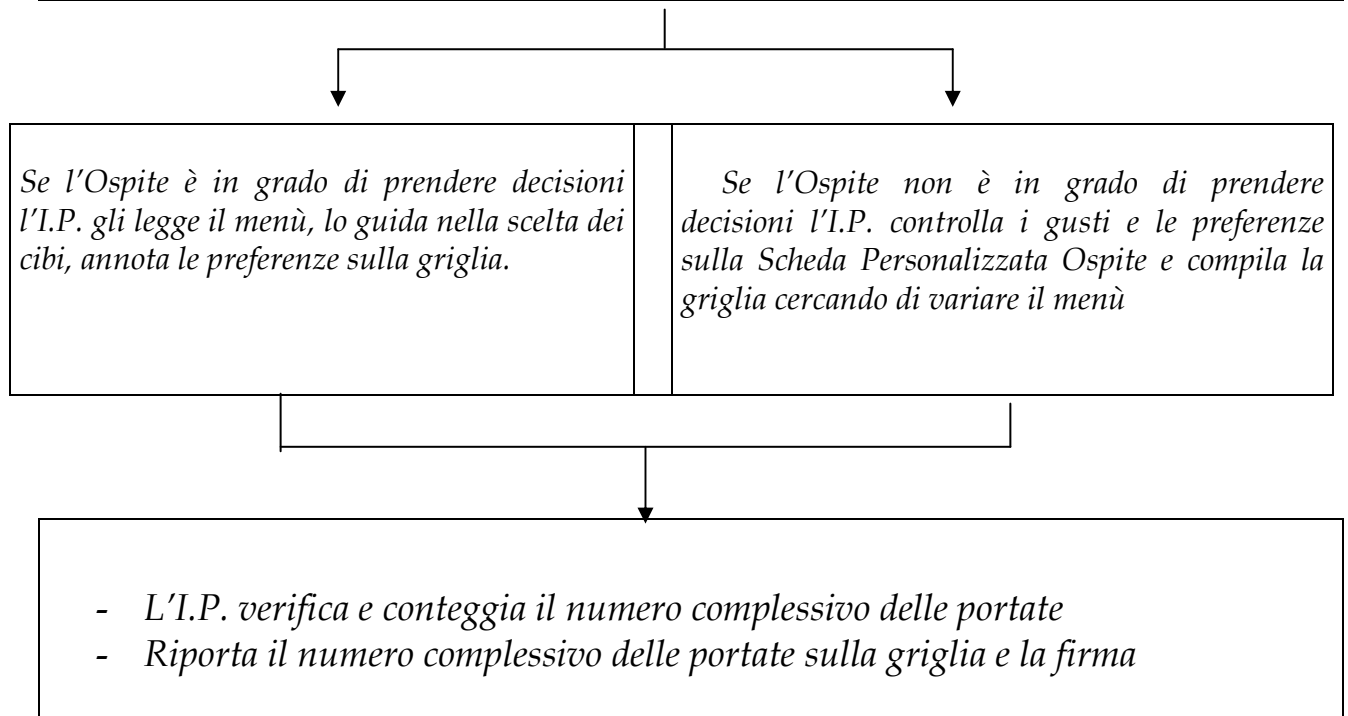 Se l'Ospite è in grado di prendere decisioni
l'I.P. gli legge il menù, lo guida nella scelta dei
cibi, annota le preferenze sulla griglia.
Se l'Ospite non è in grado di prendere
decisioni l'I.P. controlla i gusti e le preferenze
sulla Scheda Personalizzata Ospite e compila la
griglia cercando di variare il menù
- L'I.P. verifica e conteggia il numero complessivo delle portate
- Riporta il numero complessivo delle portate sulla griglia e la firma